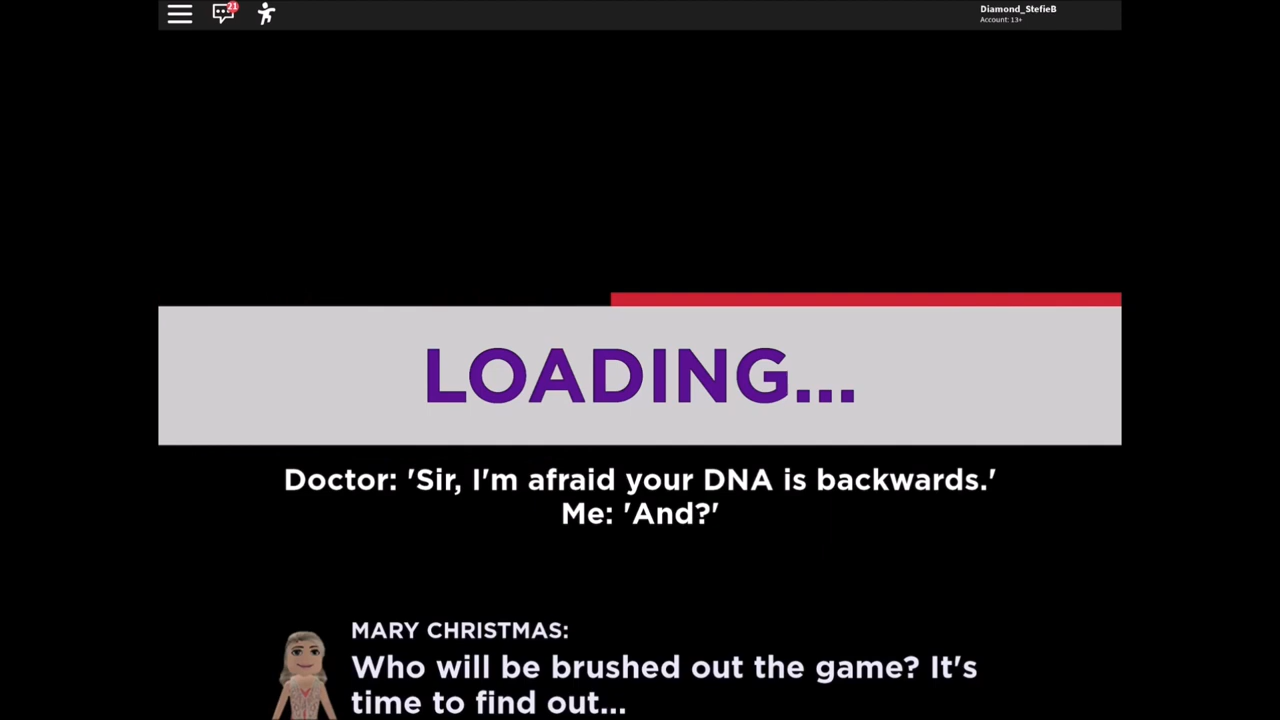 21
Diamond_StefieB
Account: 13+
LOADING...
Doctor: 'Sir, I'm afraid your DNA is backwards.'
Me: 'And?'
MARY CHRISTMAS:
Who will be brushed out the game? It's
time to find out...